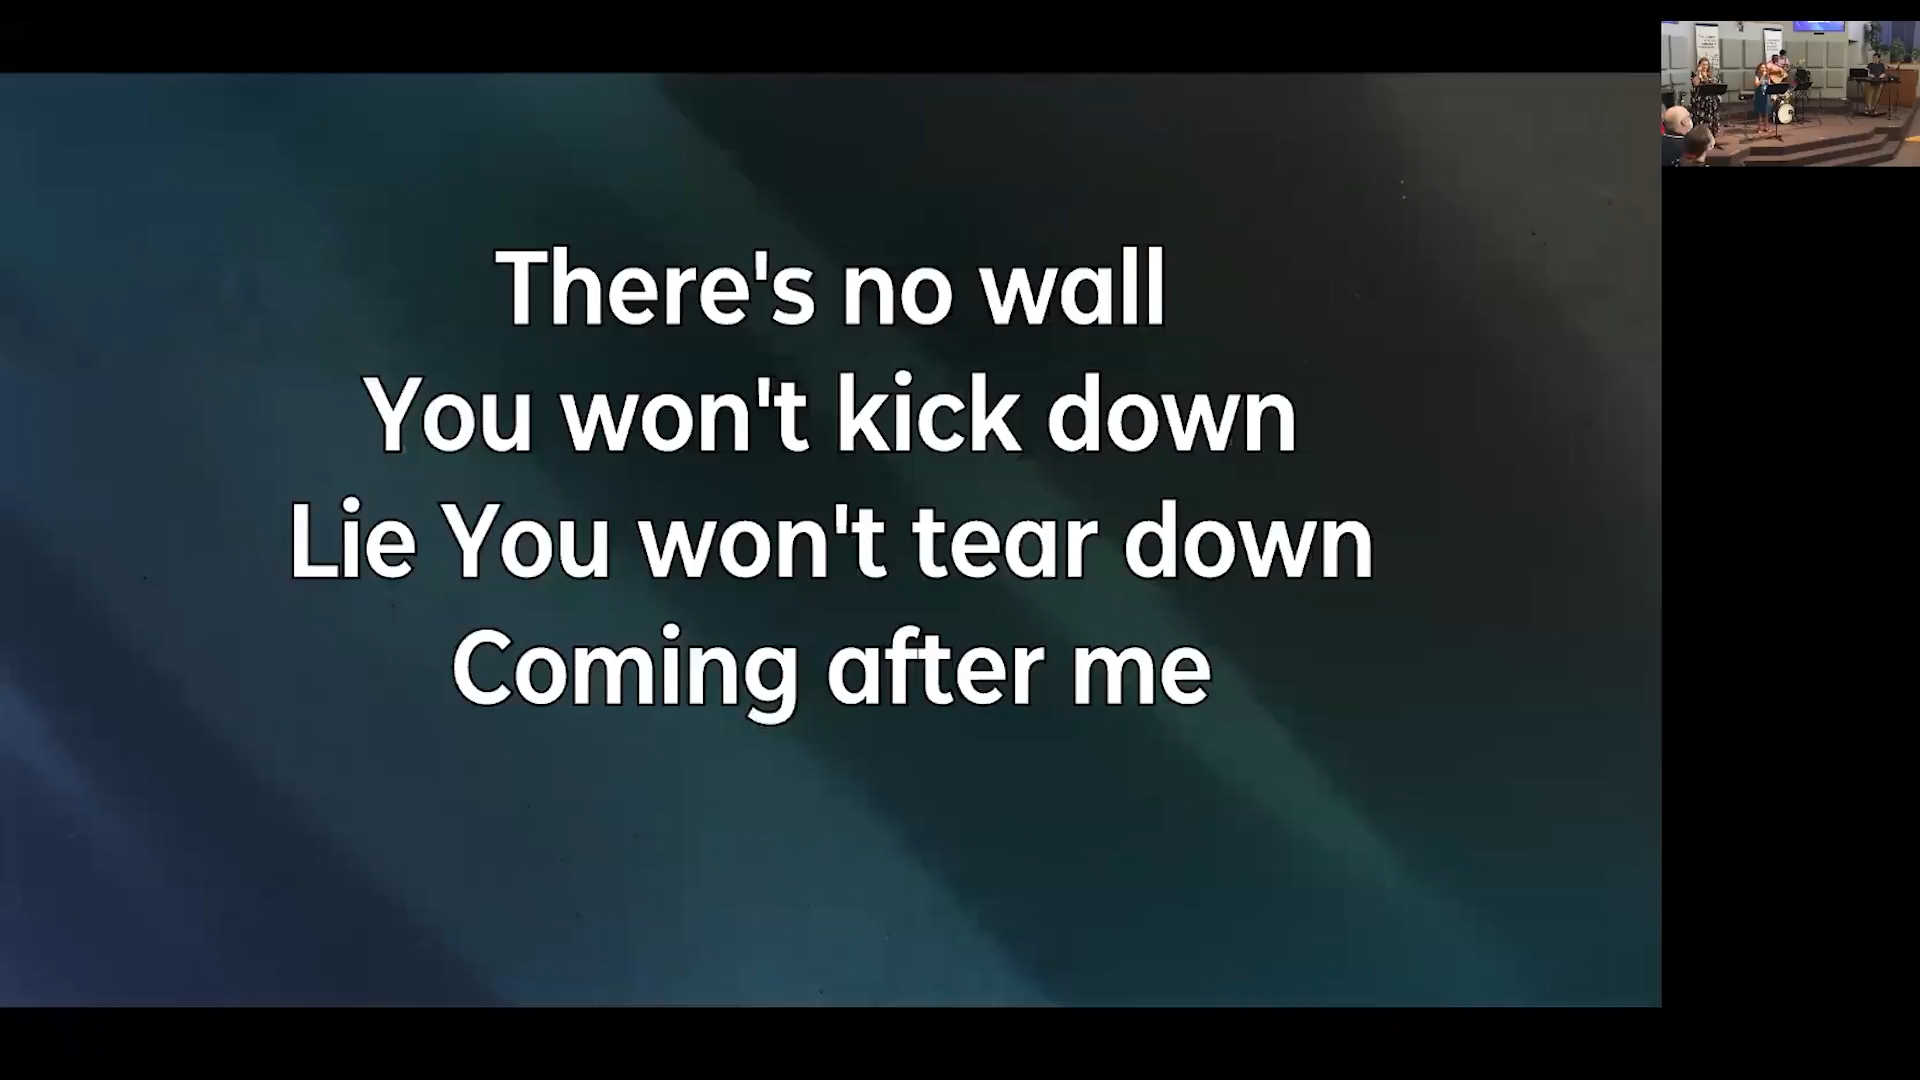 There's no wall
You won't kick down
Lie You won't tear down
Coming after me